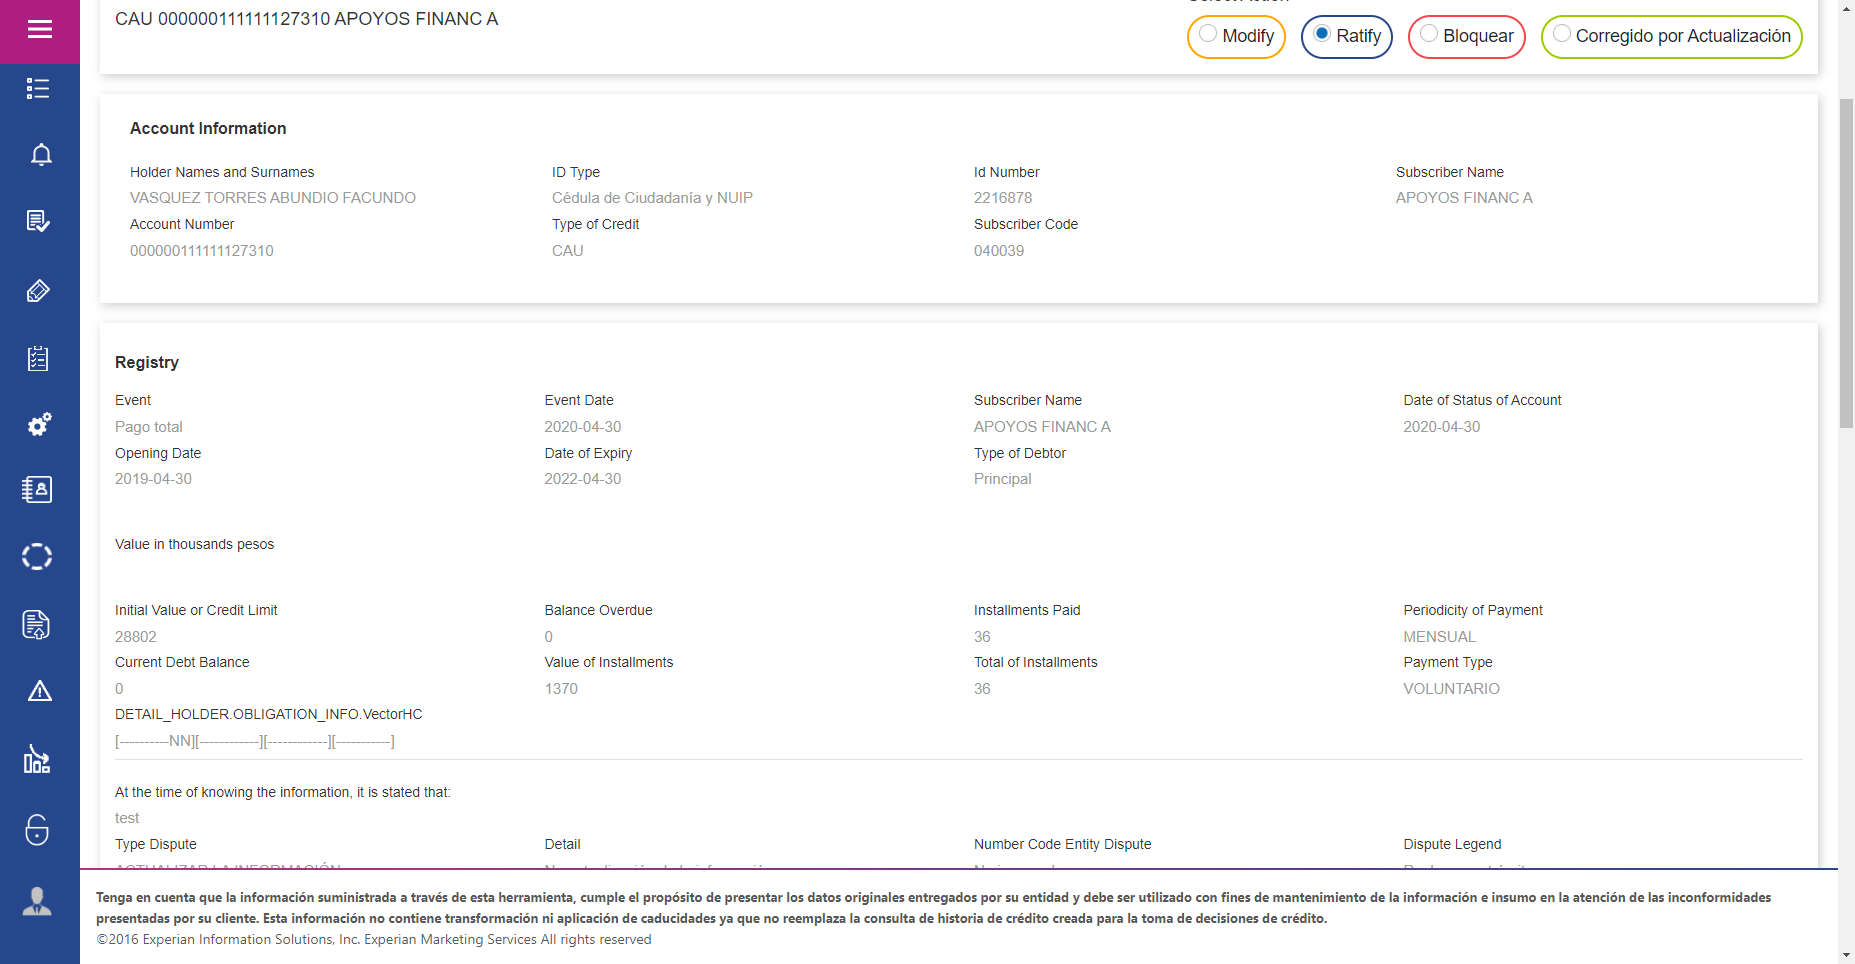 CAU 000000111111127310 APOYOS FINANC A
Modify
Ratify
Bloquear
Corregido por Actualización
Account Information
Holder Names and Surnames
ID Type
Id Number
Subscriber Name
VASQUEZ TORRES ABUNDIO FACUNDO
Cédula de Ciudadanía y NUIP
2216878
APOYOS FINANC A
Account Number
Type of Credit
Subscriber Code
000000111111127310
CAU
040039
Registry
Event
Event Date
Subscriber Name
Date of Status of Account
Pago total
2020-04-30
APOYOS FINANC A
2020-04-30
Opening Date
Date of Expiry
Type of Debtor
2019-04-30
2022-04-30
Principal
Value in thousands pesos
Initial Value or Credit Limit
Balance Overdue
Installments Paid
Periodicity of Payment
28802
0
36
MENSUAL
Current Debt Balance
Value of Installments
Total of Installments
Payment Type
0
1370
36
VOLUNTARIO
DETAIL_HOLDER.OBLIGATION_INFO.VectorHC
[----------NN][------------][------------][-----------]
At the time of knowing the information, it is stated that:
test
Type Dispute
Detail
Number Code Entity Dispute
Dispute Legend
ACTUALIZAR LA INFORMACIÓN
Tenga en cuenta que la información suministrada a través de esta herramienta, cumple el propósito de presentar los datos originales entregados por su entidad y debe ser utilizado con fines de mantenimiento de la información e insumo en la atención de las inconformidades
presentadas por su cliente. Esta información no contiene transformación ni aplicación de caducidades ya que no reemplaza la consulta de historia de crédito creada para la toma de decisiones de crédito.
©2016 Experian Information Solutions, Inc. Experian Marketing Services All rights reserved